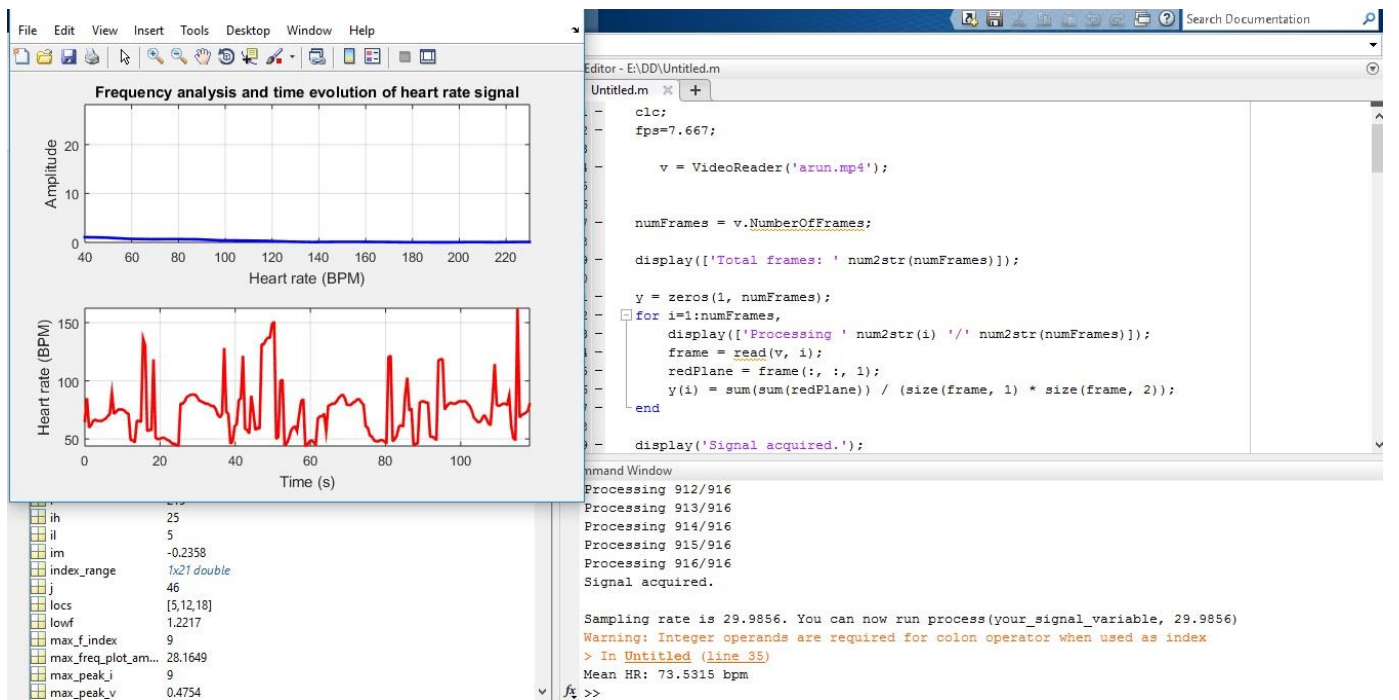 File Edit View Insert Tools Desktop Window Help
Frequency analysis and time evolution of heart rate signal
Amplitude
20
10
0
40 60 80 100 120 140 160 180 200 220
Heart rate (BPM)
Heart rate (BPM)
150
100
50
0 20 40 60 80 100
Time (s)
ih 25
il 5
im -0.2358
index_range 1x21 double
j 46
locs [5,12,18]
lowf 1.2217
max_f_index 9
max_freq_plot_am... 28.1649
max_peak_i 9
max_peak_v 0.4754
Search Documentation
Editor - E:\DD\Untitled.m
Untitled.m
clc;
fps=7.667;
v = VideoReader('arun.mp4');
numFrames = v.NumberOfFrames;
display(['Total frames: ' num2str(numFrames)]);
y = zeros(1, numFrames);
for i=1:numFrames,
display(['Processing ' num2str(i) '/' num2str(numFrames)]);
frame = read(v, i);
redPlane = frame(:, :, 1);
y(i) = sum(sum(redPlane)) / (size(frame, 1) * size(frame, 2));
end
display('Signal acquired.');
mmand Window
Processing 912/916
Processing 913/916
Processing 914/916
Processing 915/916
Processing 916/916
Signal acquired.
Sampling rate is 29.9856. You can now run process(your_signal_variable, 29.9856)
Warning: Integer operands are required for colon operator when used as index
> In Untitled (line 35)
Mean HR: 73.5315 bpm
fx >>